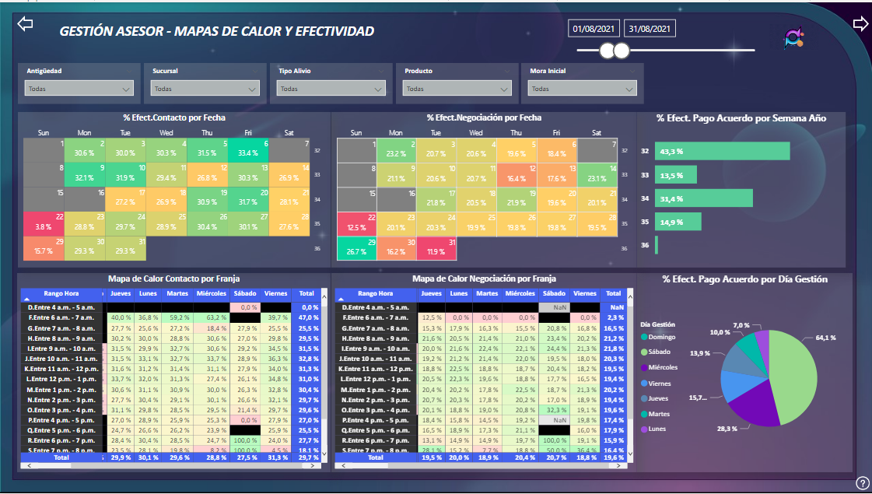 GESTIÓN ASESOR - MAPAS DE CALOR Y EFECTIVIDAD
01/08/2021 31/08/2021
Antigüedad Sucursal Tipo Alivio Producto Mora Inicial
Todas Todas Todas Todas Todas
% Efect.Contacto por Fecha
Sun Mon Tue Wed Thu Fri Sat
1 2 3 4 5 6 7 32
30.6 % 30.0 % 30.3 % 31.5 % 33.4 %
8 9 10 11 12 13 14 33
32.1 % 31.9 % 29.4 % 26.8 % 30.3 % 26.9 %
15 16 17 18 19 20 21 34
27.2 % 26.9 % 30.9 % 31.7 % 28.1 %
22 23 24 25 26 27 28 35
3.8 % 28.8 % 29.7 % 28.9 % 30.4 % 30.1 % 27.6 %
29 30 31 36
15.7 % 29.3 % 29.3 %
% Efect.Negociación por Fecha
Sun Mon Tue Wed Thu Fri Sat
1 2 3 4 5 6 7 32
23.2 % 20.7 % 20.6 % 19.6 % 18.4 %
8 9 10 11 12 13 14 33
21.1 % 20.6 % 20.7 % 16.4 % 17.6 % 23.1 %
15 16 17 18 19 20 21 34
21.8 % 20.5 % 21.9 % 19.6 % 20.1 %
22 23 24 25 26 27 28 35
12.5 % 20.1 % 20.3 % 19.9 % 19.8 % 19.8 % 19.5 %
29 30 31 36
26.7 % 16.2 % 11.9 %
% Efect. Pago Acuerdo por Semana Año
32 43,3 %
33 13,5 %
34 31,4 %
35 14,9 %
36
Mapa de Calor Contacto por Franja
Rango Hora Jueves Lunes Martes Miércoles Sábado Viernes Total
D.Entre 4 a.m. - 5 a.m. 0,0 % 0,0 %
F.Entre 6 a.m. - 7 a.m. 40,0 % 36,8 % 59,2 % 63,2 % 39,7 % 47,0 %
G.Entre 7 a.m. - 8 a.m. 27,7 % 25,6 % 27,2 % 18,4 % 27,9 % 25,5 % 25,5 %
H.Entre 8 a.m. - 9 a.m. 30,2 % 30,0 % 28,8 % 30,6 % 27,0 % 29,8 % 29,5 %
I.Entre 9 a.m. - 10 a.m. 31,5 % 29,9 % 32,7 % 30,6 % 29,2 % 34,5 % 31,5 %
J.Entre 10 a.m. - 11 a.m. 31,5 % 33,1 % 32,7 % 33,7 % 28,9 % 36,3 % 32,8 %
K.Entre 11 a.m. - 12 p.m. 31,6 % 31,2 % 31,4 % 31,1 % 27,9 % 34,0 % 31,3 %
L.Entre 12 p.m. - 1 p.m. 33,7 % 32,0 % 31,3 % 27,4 % 26,1 % 34,8 % 31,0 %
M.Entre 1 p.m. - 2 p.m. 30,6 % 31,1 % 30,9 % 30,0 % 26,3 % 32,8 % 30,4 %
N.Entre 2 p.m. - 3 p.m. 27,7 % 30,4 % 29,1 % 30,1 % 26,6 % 32,1 % 29,7 %
O.Entre 3 p.m. - 4 p.m. 31,1 % 29,8 % 28,5 % 29,5 % 21,4 % 29,7 % 29,6 %
P.Entre 4 p.m. - 5 p.m. 27,0 % 28,9 % 25,9 % 25,3 % 0,0 % 27,9 % 27,0 %
Q.Entre 5 p.m. - 6 p.m. 24,7 % 26,6 % 26,2 % 23,9 % 25,9 % 25,5 %
R.Entre 6 p.m. - 7 p.m. 28,4 % 30,4 % 28,5 % 24,7 % 100,0 % 24,0 % 27,7 %
S.Entre 7 p.m. - 8 p.m. 23,5 % 28,1 % 19,8 % 8,2 % 100,0 % 4,5 % 18,1 %
Total 29,9 % 30,1 % 29,6 % 28,8 % 27,5 % 31,3 % 29,7 %
Mapa de Calor Negociación por Franja
Rango Hora Jueves Lunes Martes Miércoles Sábado Viernes Total
D.Entre 4 a.m. - 5 a.m. NaN NaN
F.Entre 6 a.m. - 7 a.m. 12,5 % 0,0 % 0,0 % 0,0 % 0,0 % 2,3 %
G.Entre 7 a.m. - 8 a.m. 15,3 % 17,9 % 16,3 % 15,5 % 20,8 % 16,8 % 16,5 %
H.Entre 8 a.m. - 9 a.m. 21,6 % 20,5 % 21,4 % 21,0 % 23,4 % 20,2 % 21,2 %
I.Entre 9 a.m. - 10 a.m. 20,0 % 21,6 % 22,4 % 22,1 % 24,4 % 21,3 % 21,8 %
J.Entre 10 a.m. - 11 a.m. 19,2 % 21,2 % 21,4 % 22,0 % 19,5 % 18,0 % 20,3 %
K.Entre 11 a.m. - 12 p.m. 18,8 % 22,5 % 18,8 % 18,7 % 20,4 % 18,2 % 19,5 %
L.Entre 12 p.m. - 1 p.m. 20,5 % 22,3 % 19,6 % 18,8 % 17,7 % 16,5 % 19,4 %
M.Entre 1 p.m. - 2 p.m. 20,4 % 20,2 % 17,8 % 22,5 % 18,7 % 21,3 % 20,2 %
N.Entre 2 p.m. - 3 p.m. 20,5 % 20,3 % 17,8 % 20,2 % 17,0 % 18,9 % 19,4 %
O.Entre 3 p.m. - 4 p.m. 20,1 % 18,8 % 19,0 % 20,8 % 32,3 % 19,1 % 19,6 %
P.Entre 4 p.m. - 5 p.m. 18,4 % 15,8 % 14,5 % 19,2 % NaN 19,8 % 17,4 %
Q.Entre 5 p.m. - 6 p.m. 16,5 % 18,9 % 17,3 % 21,1 % 16,0 % 17,9 %
R.Entre 6 p.m. - 7 p.m. 13,1 % 14,9 % 14,9 % 19,7 % 100,0 % 19,1 % 15,9 %
S.Entre 7 p.m. - 8 p.m. 28,1 % 15,2 % 7,7 % 18,8 % 50,0 % 36,4 % 16,4 %
Total 19,5 % 20,0 % 18,9 % 20,4 % 20,7 % 18,8 % 19,6 %
% Efect. Pago Acuerdo por Día Gestión
Día Gestión
Domingo
Sábado
Miércoles
Viernes
Jueves
Martes
Lunes
7,0 %
10,0 %
13,9 %
15,7...
28,3 %
64,1 %